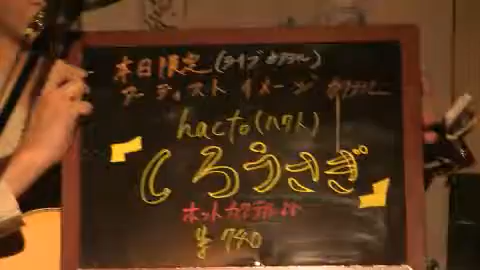 本日限定(ライブカクテル)
アーティストイメージカクテル
hacto(ハクト)
「しろうさぎ」
ホットカクテル
¥740